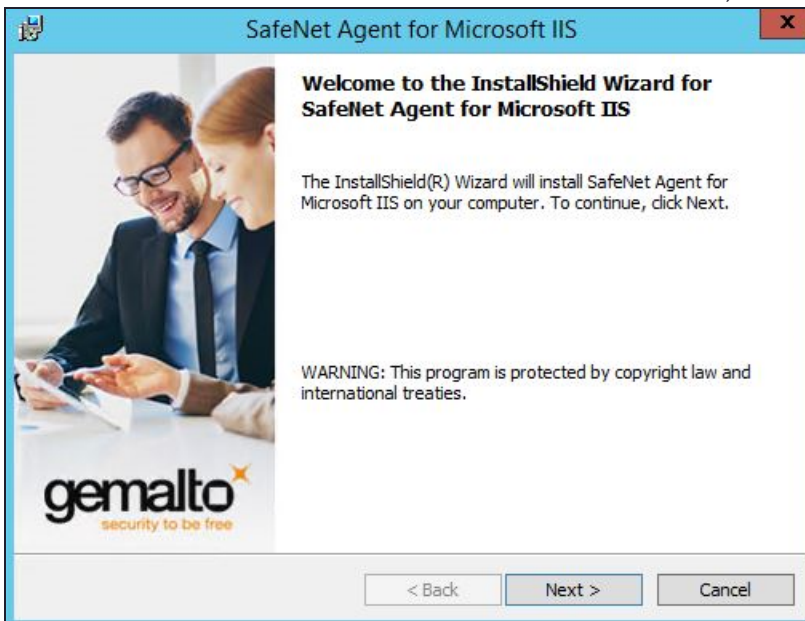 SafeNet Agent for Microsoft IIS
x
Welcome to the InstallShield Wizard for
SafeNet Agent for Microsoft IIS
The InstallShield(R) Wizard will install SafeNet Agent for
Microsoft IIS on your computer. To continue, click Next.
WARNING: This program is protected by copyright law and
international treaties.
gemalto
security to be free
< Back
Next >
Cancel